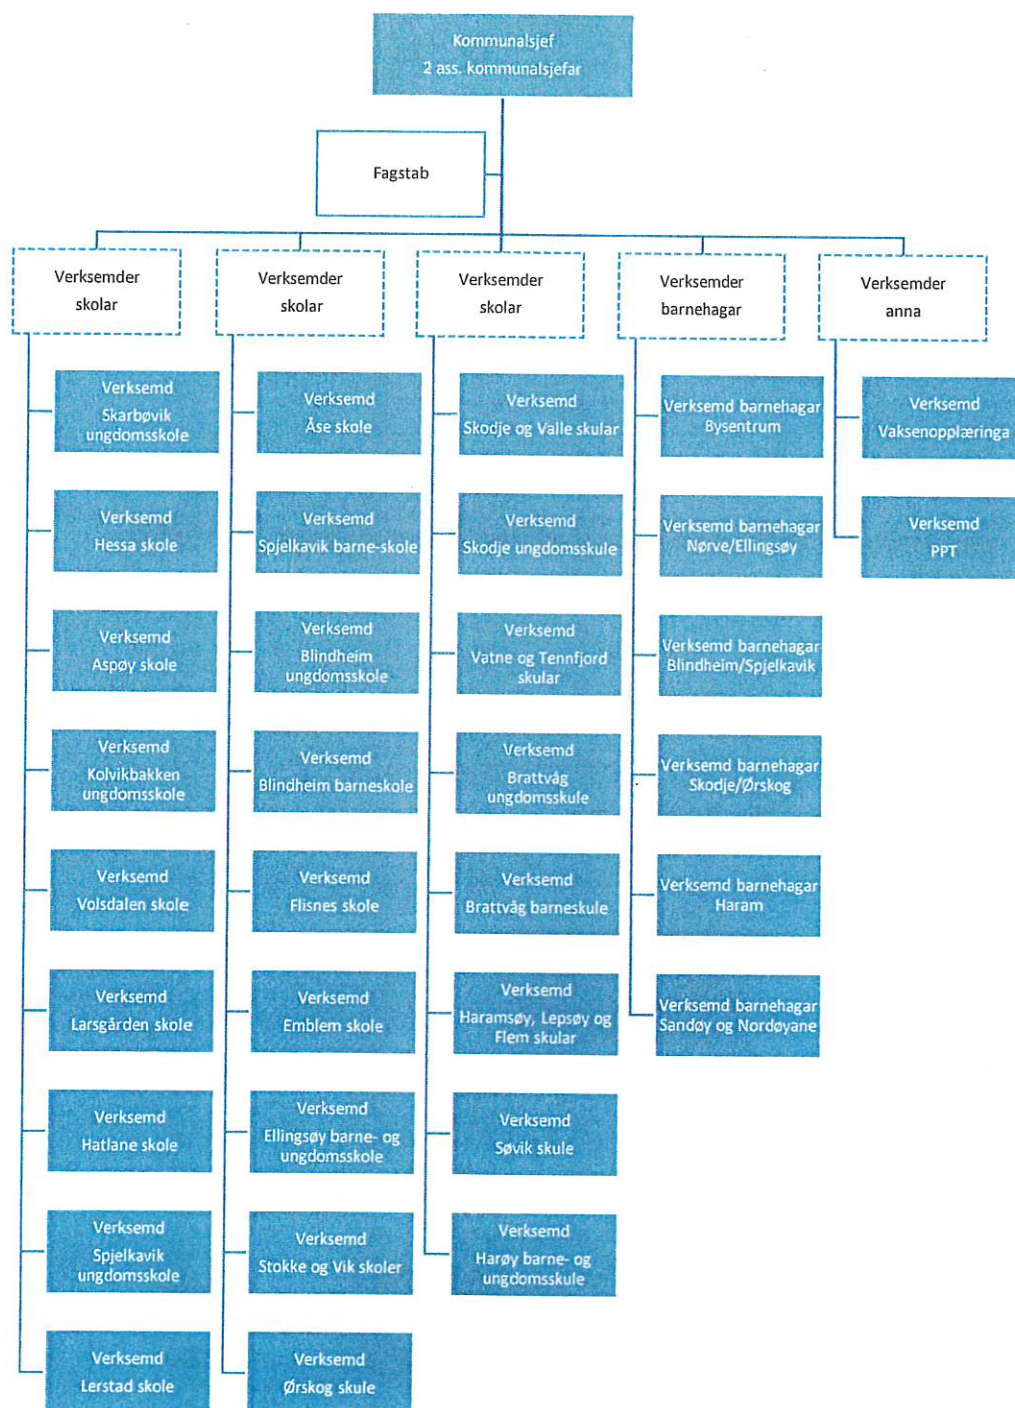 Kommunalsjef
2 ass. kommunalsjefar
Fagstab
Verksemder
skolar
Verksemd
Skarbøvik
ungdomsskole
Verksemd
Hessa skole
Verksemd
Aspøy skole
Verksemd
Kolvikbakken
ungdomsskole
Verksemd
Volsdalen skole
Verksemd
Larsgården skole
Verksemd
Hatlane skole
Verksemd
Spjelkavik
ungdomsskole
Verksemd
Lerstad skole
Verksemder
skolar
Verksemd
Åse skole
Verksemd
Spjelkavik barne-skole
Verksemd
Blindheim
ungdomsskole
Verksemd
Blindheim barneskole
Verksemd
Flisnes skole
Verksemd
Emblem skole
Verksemd
Ellingsøy barne- og
ungdomsskole
Verksemd
Stokke og Vik skoler
Verksemd
Ørskog skule
Verksemder
skolar
Verksemd
Skodje og Valle skular
Verksemd
Skodje ungdomsskule
Verksemd
Vatne og Tennfjord
skular
Verksemd
Brattvåg
ungdomsskule
Verksemd
Brattvåg barneskule
Verksemd
Haramsøy, Lepsøy og
Flem skular
Verksemd
Søvik skule
Verksemd
Harøy barne- og
ungdomsskule
Verksemder
barnehagar
Verksemd barnehagar
Bysentrum
Verksemd barnehagar
Nørve/Ellingsøy
Verksemd barnehagar
Blindheim/Spjelkavik
Verksemd barnehagar
Skodje/Ørskog
Verksemd barnehagar
Haram
Verksemd barnehagar
Sandøy og Nordøyane
Verksemder
anna
Verksemd
Vaksenopplæringa
Verksemd
PPT